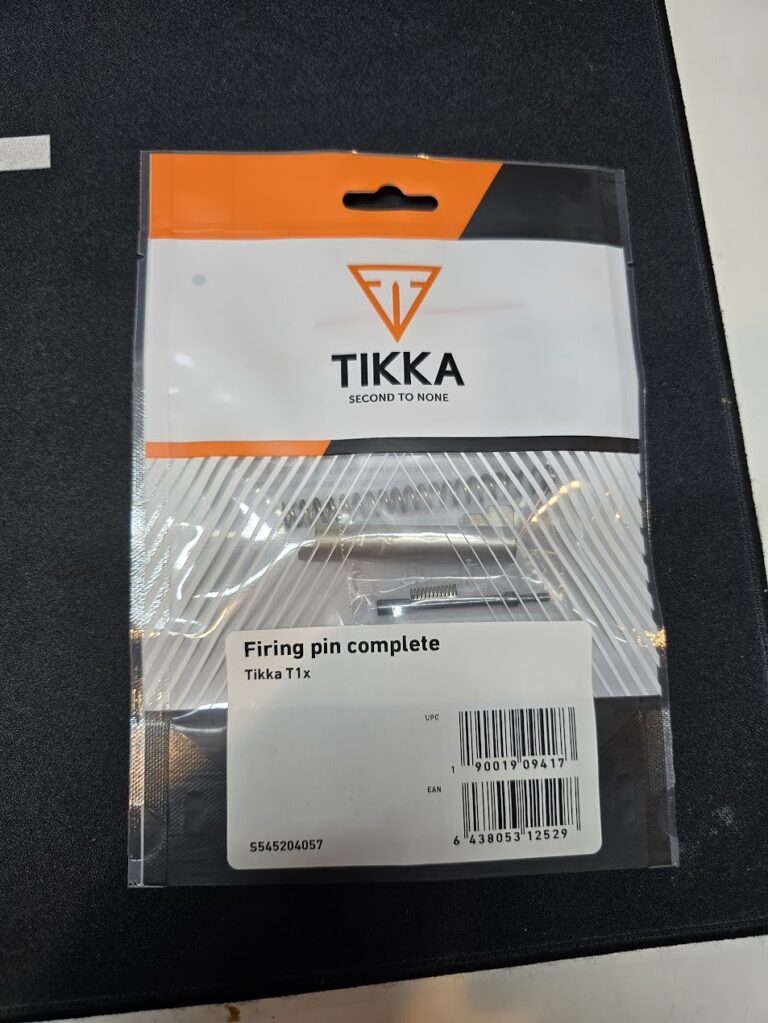 TIKKA
SECOND TO NONE
Firing pin complete
Tikka T1x
UPC
1 90019 09417
EAN
6 438053 12529
S545204057